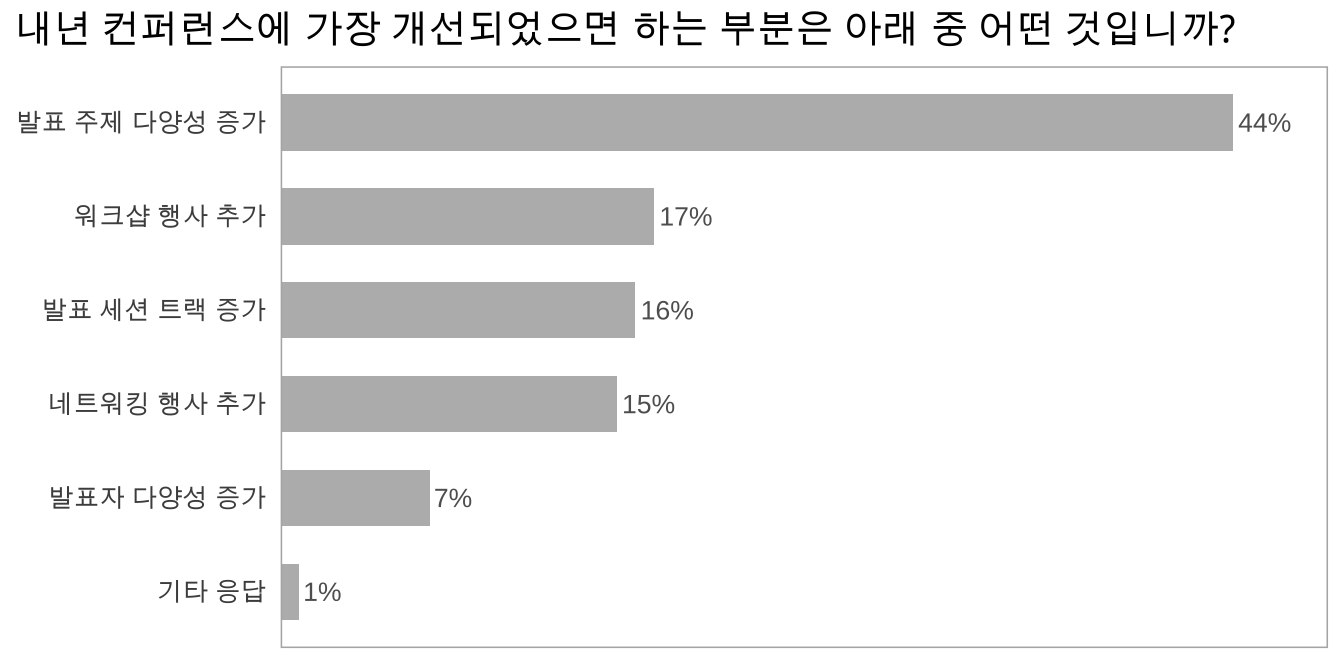 내년 컨퍼런스에 가장 개선되었으면 하는 부분은 아래 중 어떤 것입니까?
발표 주제 다양성 증가 44%
워크샵 행사 추가 17%
발표 세션 트랙 증가 16%
네트워킹 행사 추가 15%
발표자 다양성 증가 7%
기타 응답 1%